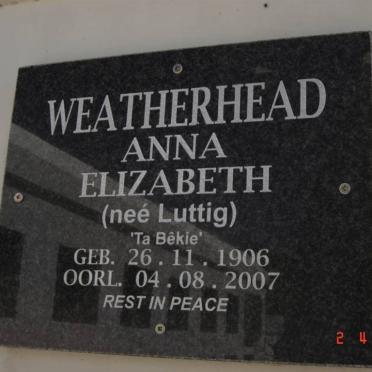 WEATHERHEAD
ANNA
ELIZABETH
(neé Luttig)
'Ta Bêkie'
GEB. 26.11.1906
OORL. 04.08.2007
REST IN PEACE
2 4